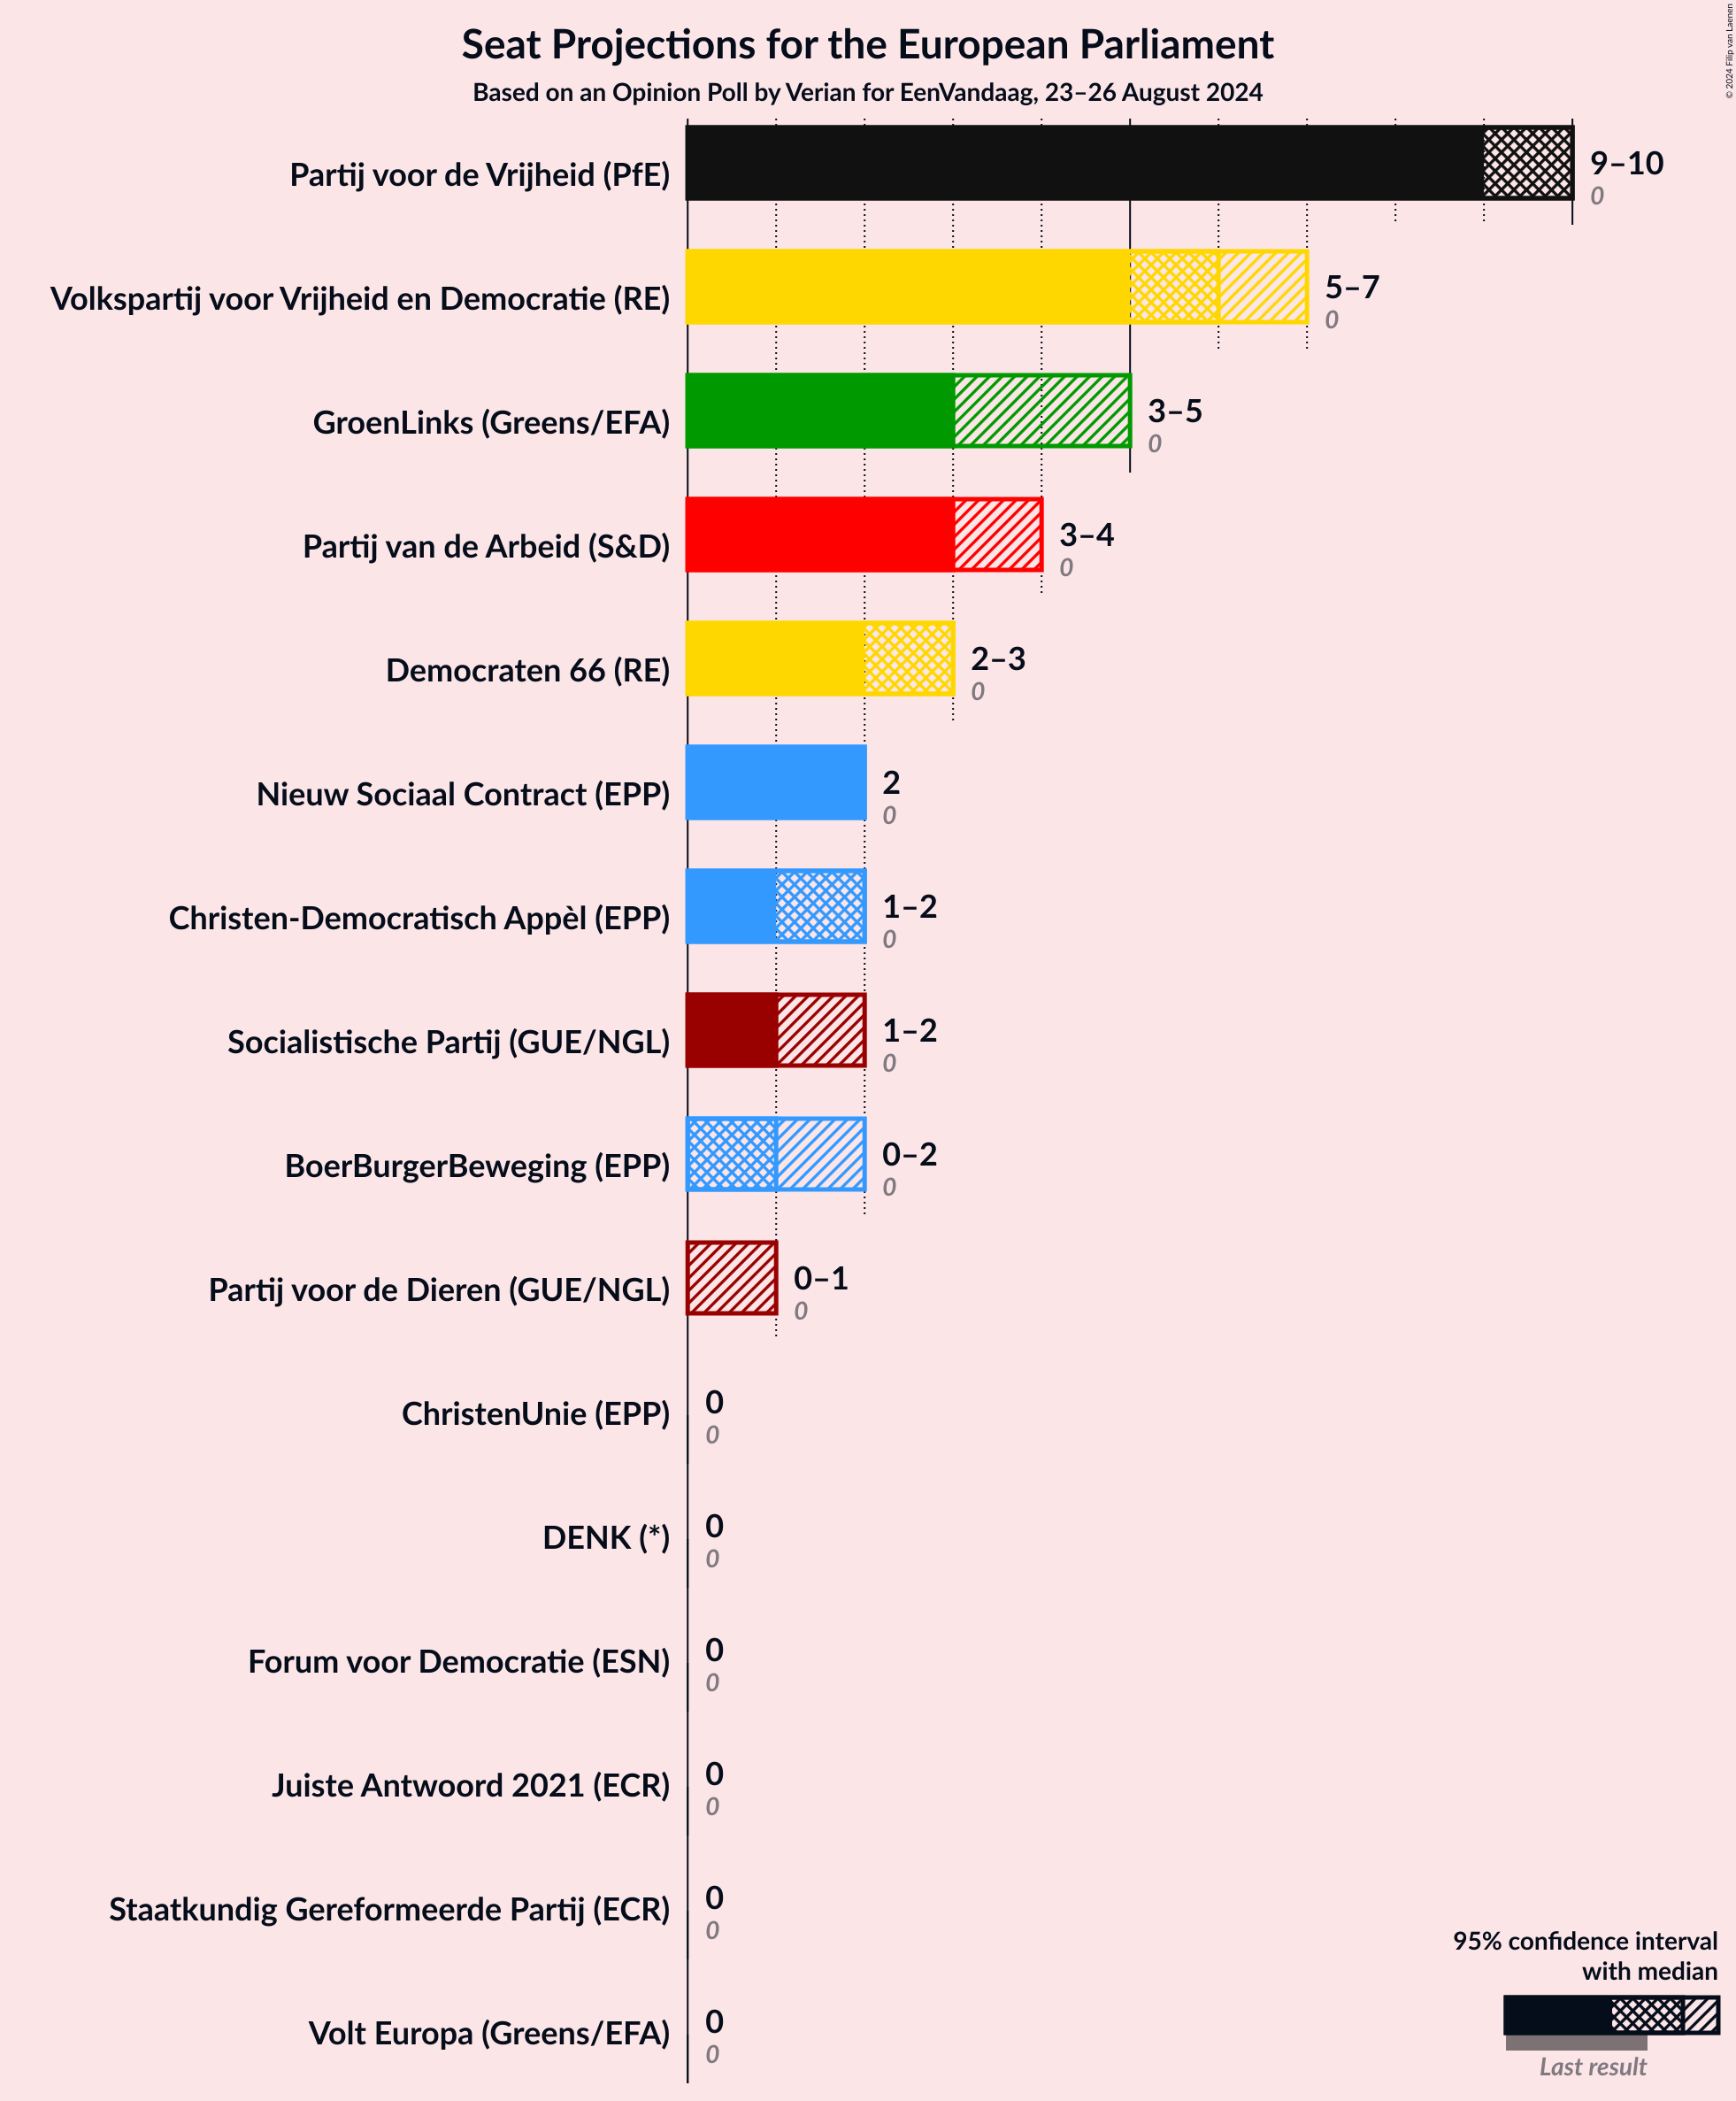 Seat Projections for the European Parliament
Based on an Opinion Poll by Verian for EenVandaag, 23–26 August 2024
© 2024 Filip van Laenen
Partij voor de Vrijheid (PfE)
9–10
0
Volkspartij voor Vrijheid en Democratie (RE)
5–7
0
GroenLinks (Greens/EFA)
3–5
0
Partij van de Arbeid (S&D)
3–4
0
Democraten 66 (RE)
2–3
0
Nieuw Sociaal Contract (EPP)
2
0
Christen-Democratisch Appèl (EPP)
1–2
0
Socialistische Partij (GUE/NGL)
1–2
0
BoerBurgerBeweging (EPP)
0–2
0
Partij voor de Dieren (GUE/NGL)
0–1
0
ChristenUnie (EPP)
0
0
DENK (*)
0
0
Forum voor Democratie (ESN)
0
0
Juiste Antwoord 2021 (ECR)
0
0
Staatkundig Gereformeerde Partij (ECR)
0
0
Volt Europa (Greens/EFA)
0
0
95% confidence interval
with median
Last result